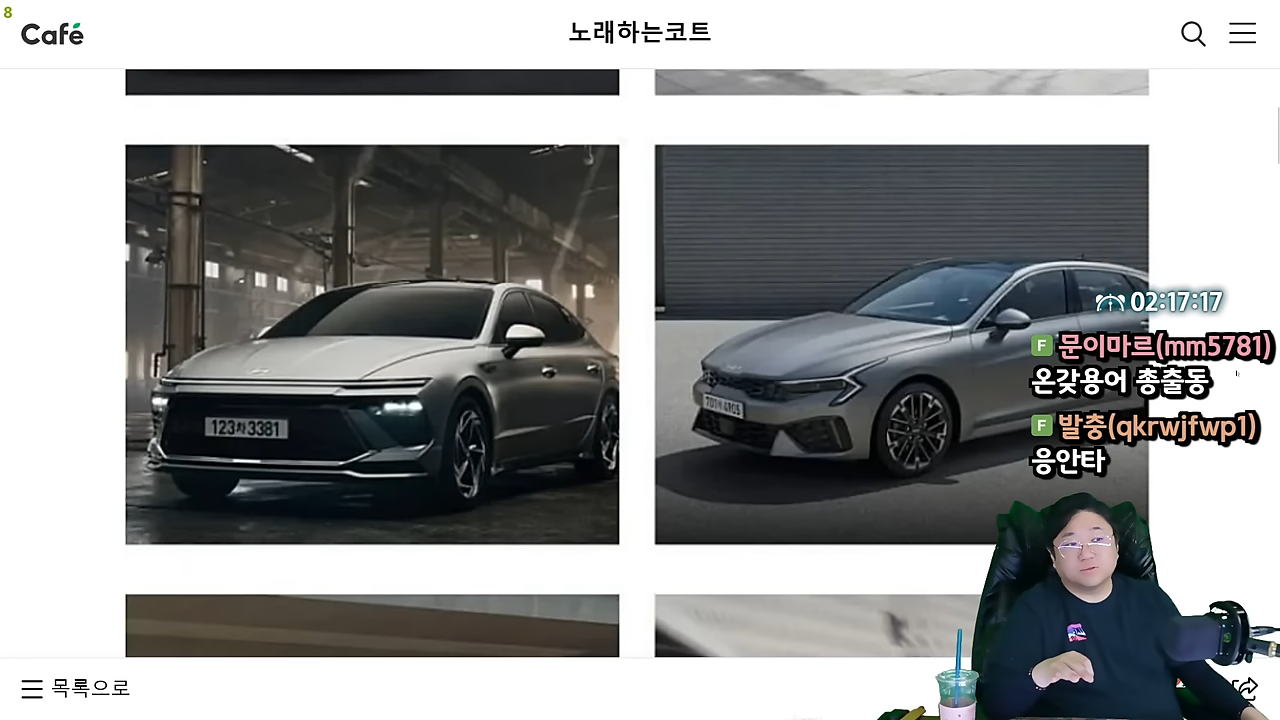 8
Café
노래하는코트
123차3381
02:17:17
F 문이마르(mm5781)
온갖용어 총출동
F 발충(qkrwjfwp1)
응안타
목록으로